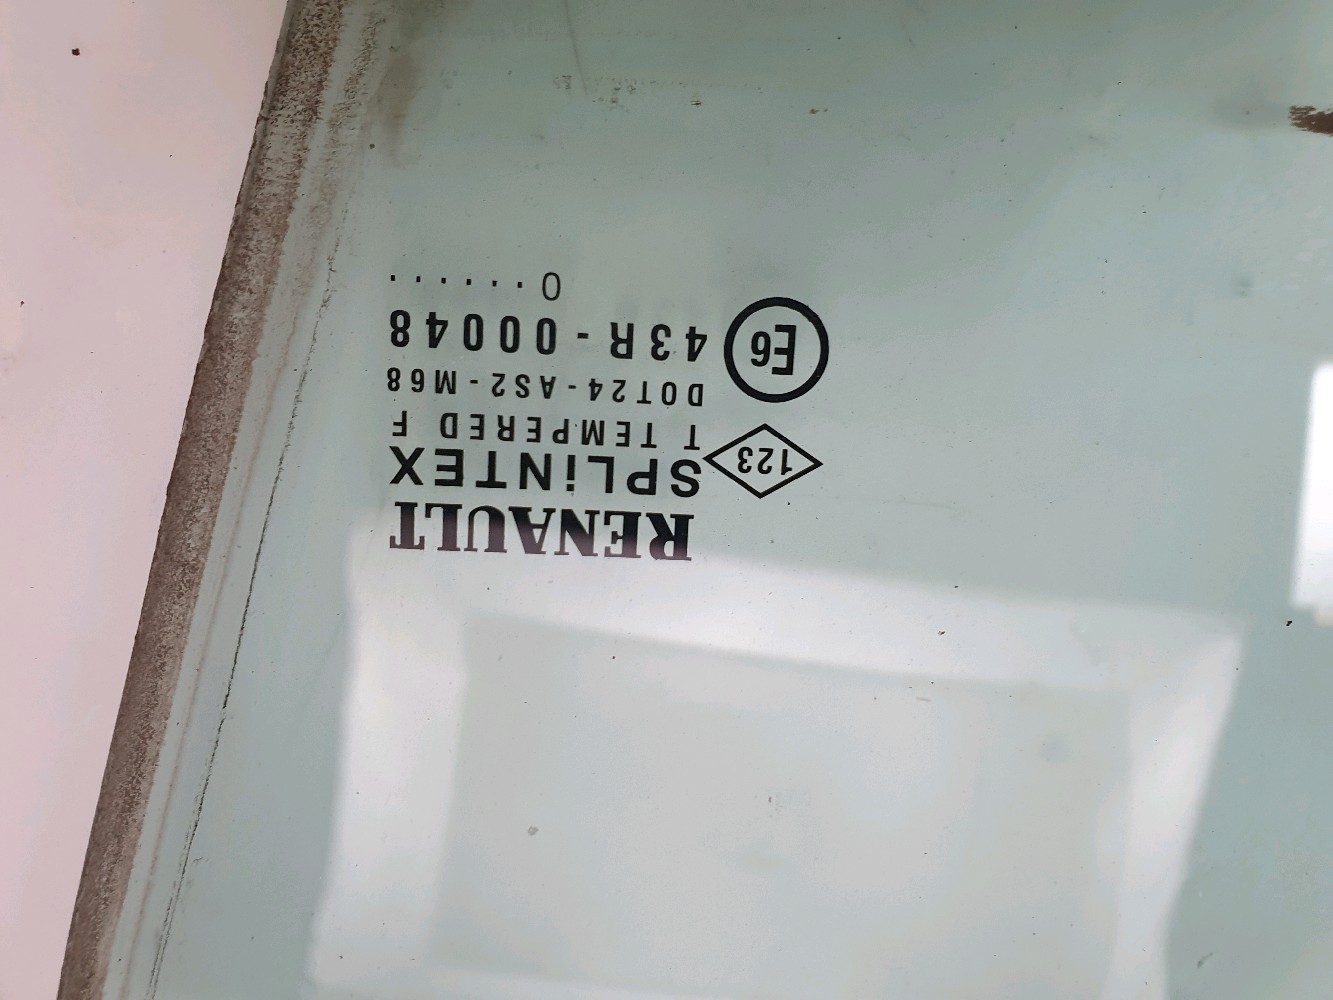 RENAULT
SPLiNTEX
123
T TEMPERED F
DOT24-AS2-M68
E6
43R-00048
0......